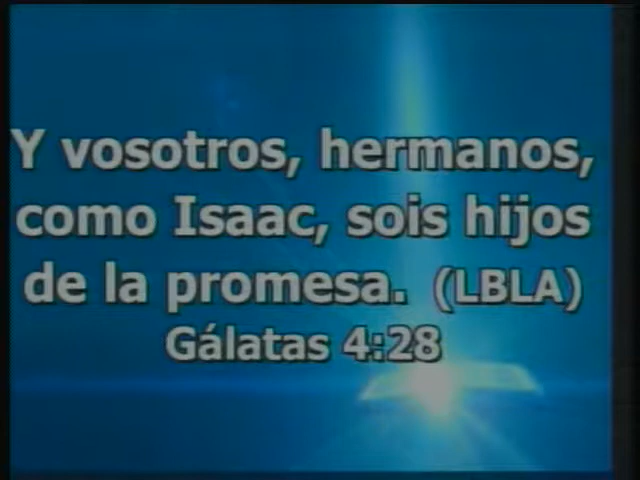 Y vosotros, hermanos,
como Isaac, sois hijos
de la promesa. (LBLA)
Gálatas 4:28